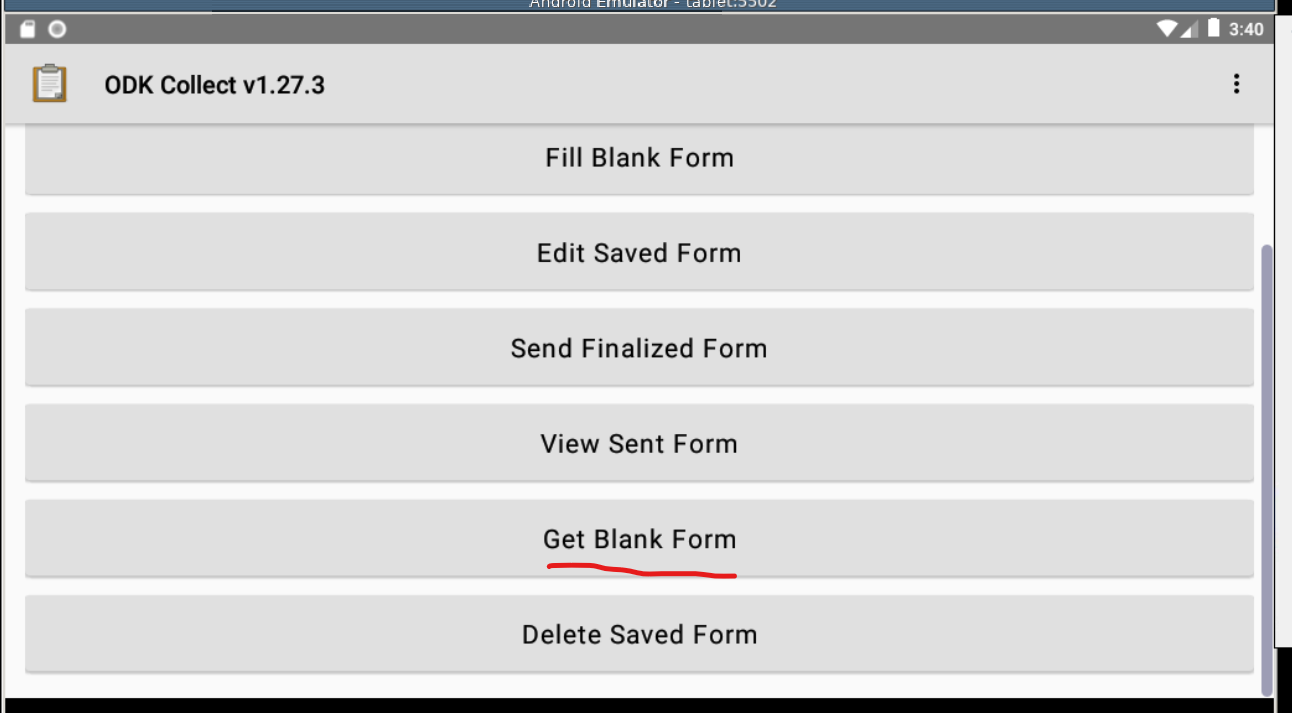 Android Emulator - tablet:5502
3:40
ODK Collect v1.27.3
Fill Blank Form
Edit Saved Form
Send Finalized Form
View Sent Form
Get Blank Form
Delete Saved Form